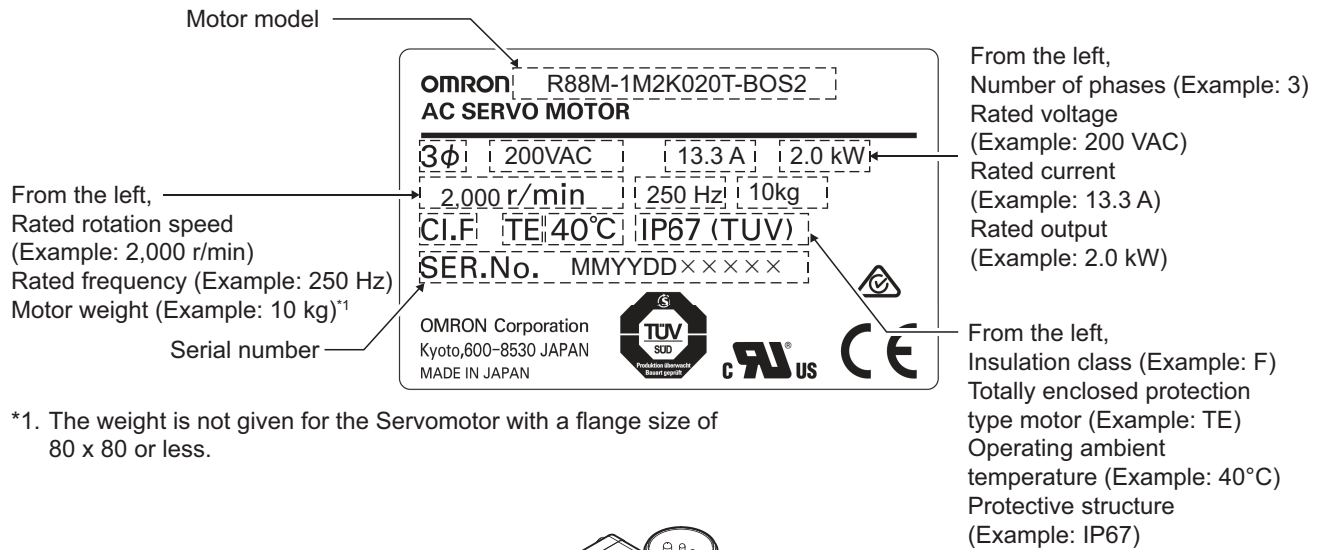 Motor model
OMRON R88M-1M2K020T-BOS2
AC SERVO MOTOR
3ϕ 200VAC 13.3 A 2.0 kW
2,000 r/min 250 Hz 10kg
CI.F TE 40℃ IP67 (TUV)
SER.No. MMYYDD×××××
OMRON Corporation
Kyoto,600-8530 JAPAN
MADE IN JAPAN
TÜV
SÜD
Produktion überwacht
Bauart geprüft
C RU US ®
CE
From the left,
Number of phases (Example: 3)
Rated voltage
(Example: 200 VAC)
Rated current
(Example: 13.3 A)
Rated output
(Example: 2.0 kW)
From the left,
Rated rotation speed
(Example: 2,000 r/min)
Rated frequency (Example: 250 Hz)
Motor weight (Example: 10 kg)*1
Serial number
From the left,
Insulation class (Example: F)
Totally enclosed protection
type motor (Example: TE)
Operating ambient
temperature (Example: 40°C)
Protective structure
(Example: IP67)
*1. The weight is not given for the Servomotor with a flange size of
80 x 80 or less.